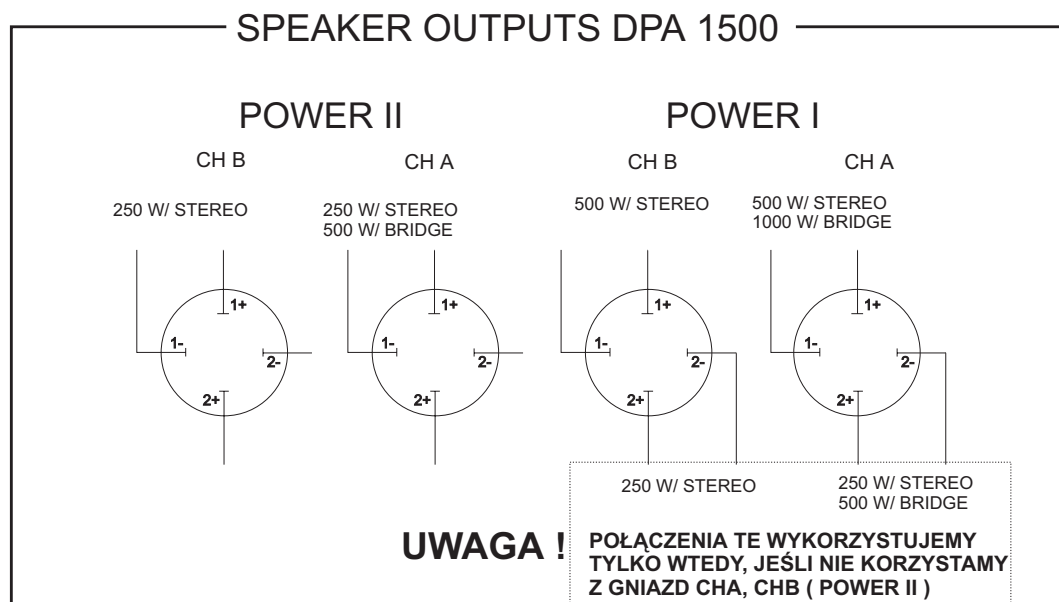 SPEAKER OUTPUTS DPA 1500
POWER II
POWER I
CH B
CH A
CH B
CH A
250 W/ STEREO
250 W/ STEREO
500 W/ BRIDGE
500 W/ STEREO
500 W/ STEREO
1000 W/ BRIDGE
1+
1-
2-
2+
1+
1-
2-
2+
1+
1-
2-
2+
1+
1-
2-
2+
250 W/ STEREO
250 W/ STEREO
500 W/ BRIDGE
UWAGA !
POŁĄCZENIA TE WYKORZYSTUJEMY
TYLKO WTEDY, JEŚLI NIE KORZYSTAMY
Z GNIAZD CHA, CHB ( POWER II )